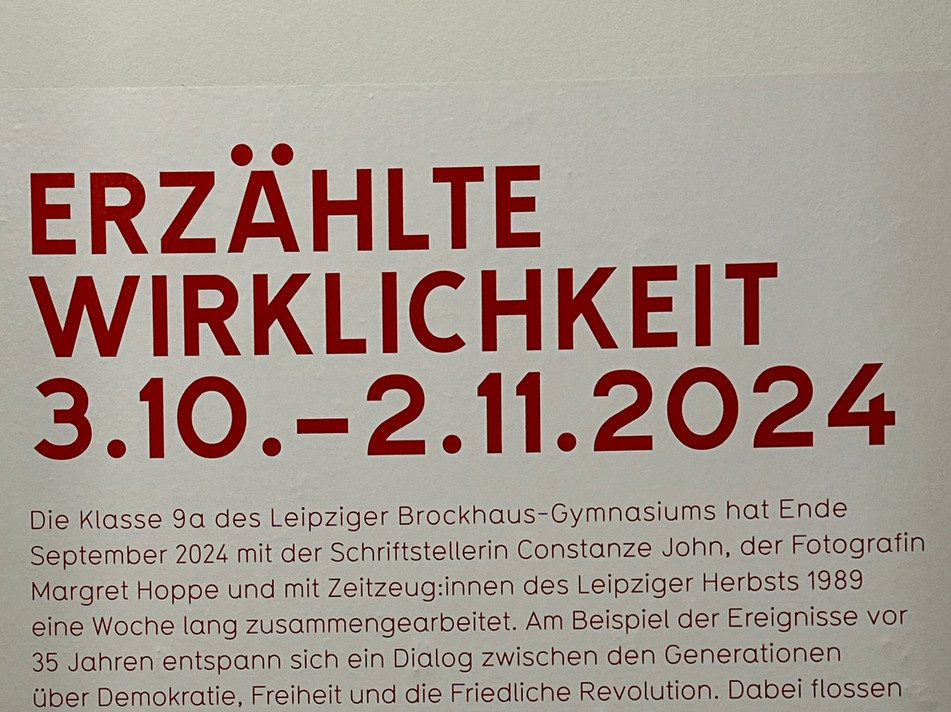 ERZÄHLTE
WIRKLICHKEIT
3.10.–2.11.2024
Die Klasse 9a des Leipziger Brockhaus-Gymnasiums hat Ende
September 2024 mit der Schriftstellerin Constanze John, der Fotografin
Margret Hoppe und mit Zeitzeug:innen des Leipziger Herbsts 1989
eine Woche lang zusammengearbeitet. Am Beispiel der Ereignisse vor
35 Jahren entspann sich ein Dialog zwischen den Generationen
über Demokratie, Freiheit und die Friedliche Revolution. Dabei flossen